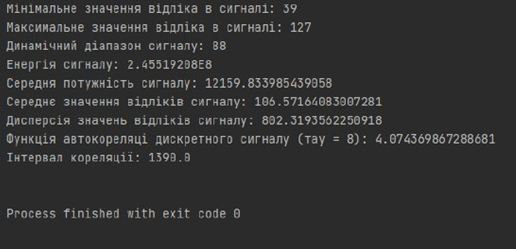 Мінімальне значення відліка в сигналі: 39
Максимальне значення відліка в сигналі: 127
Динамічний діапазон сигналу: 88
Енергія сигналу: 2.45519208E8
Середня потужність сигналу: 12159.833985439058
Середнє значення відліків сигналу: 106.57164083007281
Дисперсія значень відліків сигналу: 802.3193562250918
Функція автокореляці дискретного сигналу (тау = 8): 4.074369867288681
Інтервал кореляції: 1390.0
Process finished with exit code 0